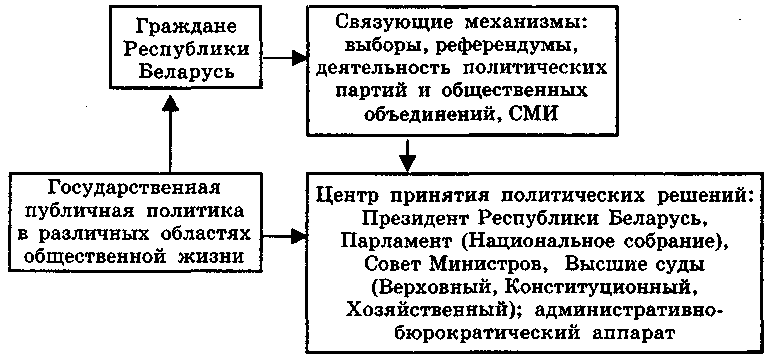 Граждане
Республики
Беларусь
Связующие механизмы:
выборы, референдумы,
деятельность политических
партий и общественных
объединений, СМИ
Государственная
публичная политика
в различных областях
общественной жизни
Центр принятия политических решений:
Президент Республики Беларусь,
Парламент (Национальное собрание),
Совет Министров, Высшие суды
(Верховный, Конституционный,
Хозяйственный); административно-
бюрократический аппарат